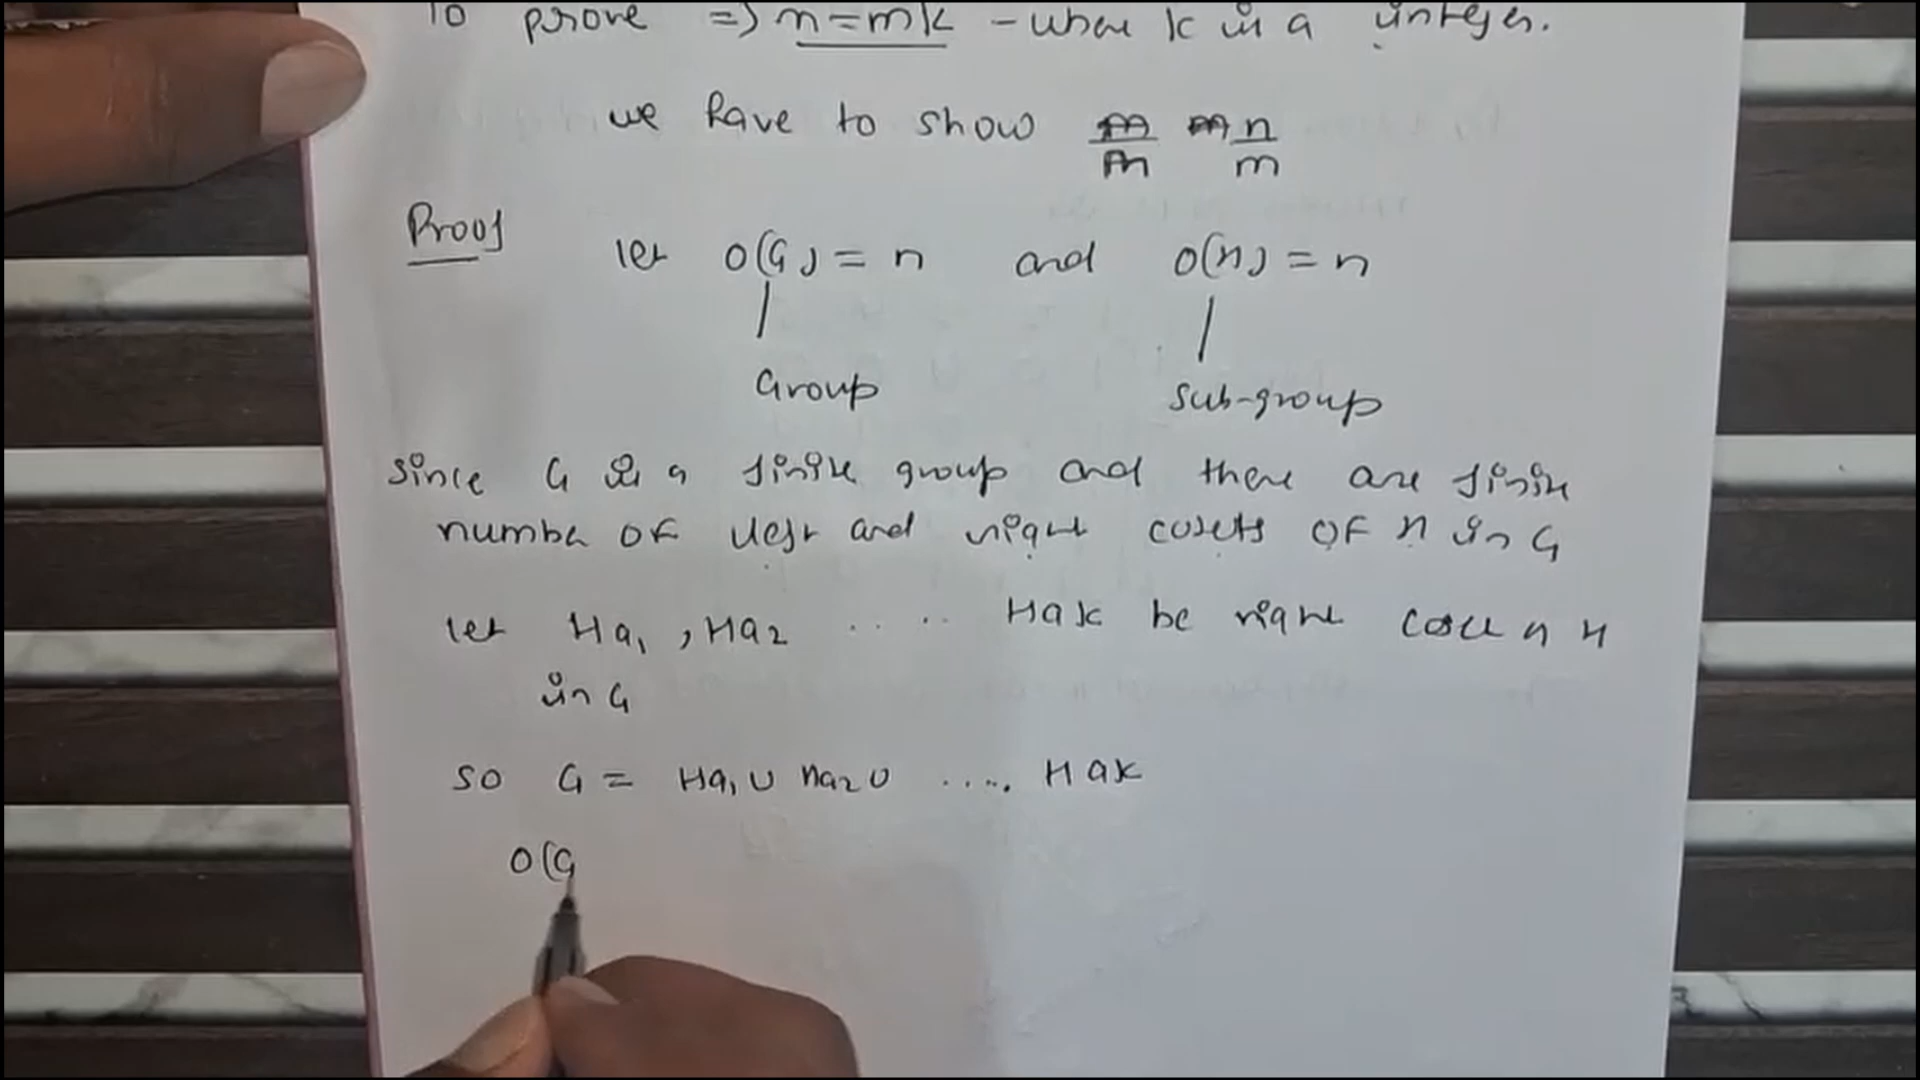 To prove => n = mk - where k is a integer.
we have to show n/m
Proof let O(G) = n and O(H) = n
Group sub-group
since G is a finite group and there are finite
number of left and right cosets of H in G
let Ha₁, Ha₂ ..... Hak be right coset H
in G
so G = Ha₁ ∪ Ha₂ ∪ ..... Hak
O(G